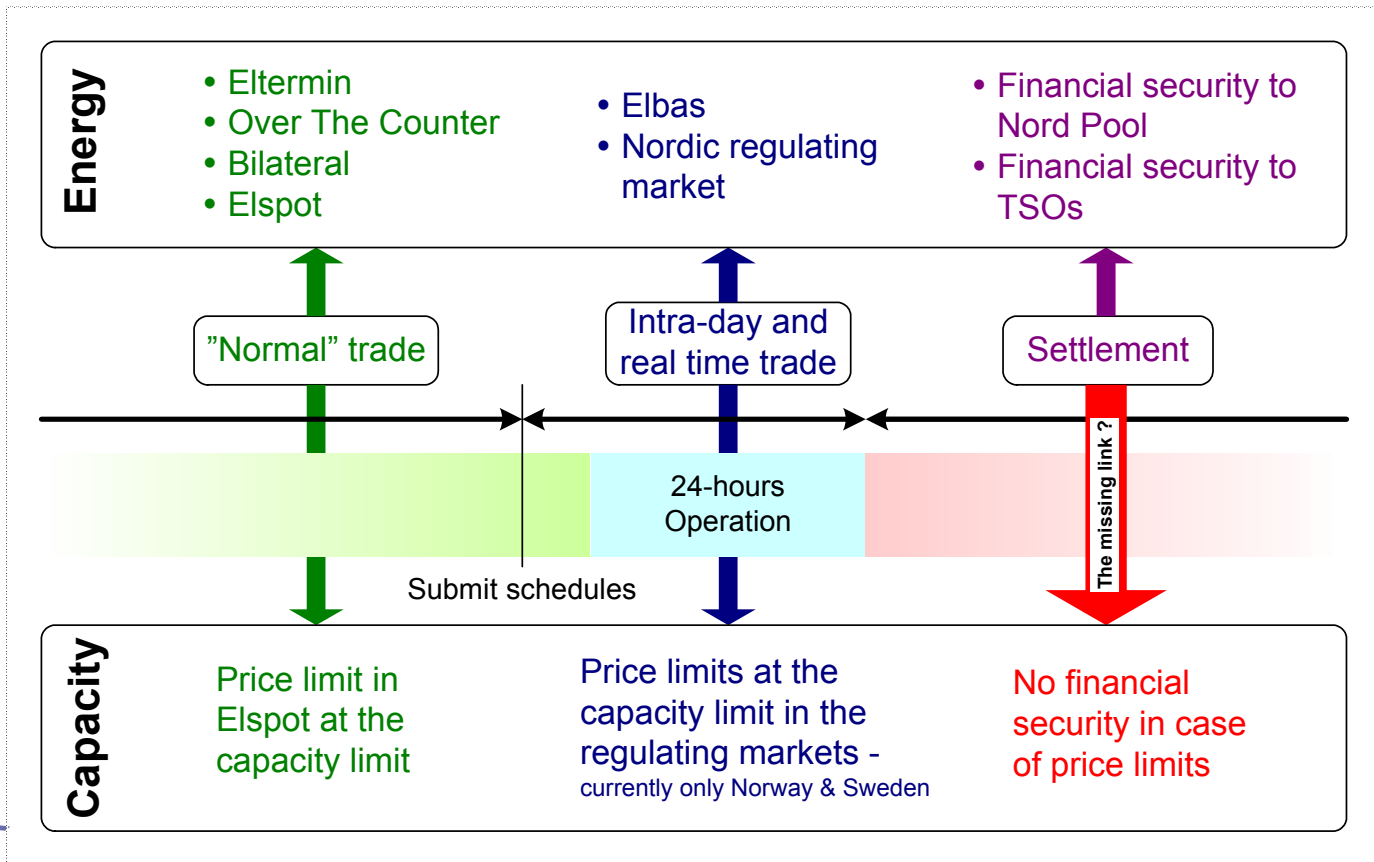 Energy
• Eltermin
• Over The Counter
• Bilateral
• Elspot
• Elbas
• Nordic regulating
market
• Financial security to
Nord Pool
• Financial security to
TSOs
”Normal” trade
Intra-day and
real time trade
Settlement
The missing link ?
24-hours
Operation
Submit schedules
Capacity
Price limit in
Elspot at the
capacity limit
Price limits at the
capacity limit in the
regulating markets -
currently only Norway & Sweden
No financial
security in case
of price limits